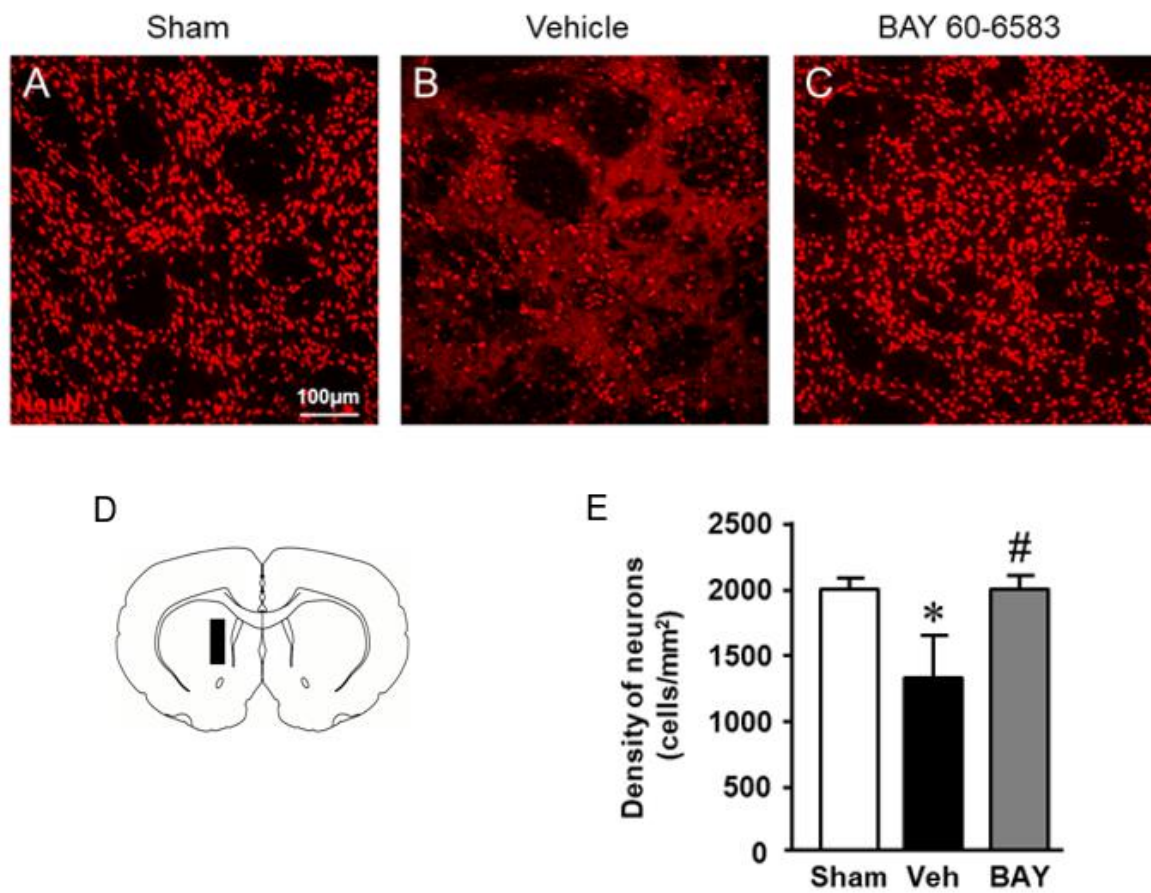 Sham Vehicle BAY 60-6583
A B C
NeuN 100µm
D E
Density of neurons
(cells/mm²)
2500
2000
1500
1000
500
0
* #
Sham Veh BAY